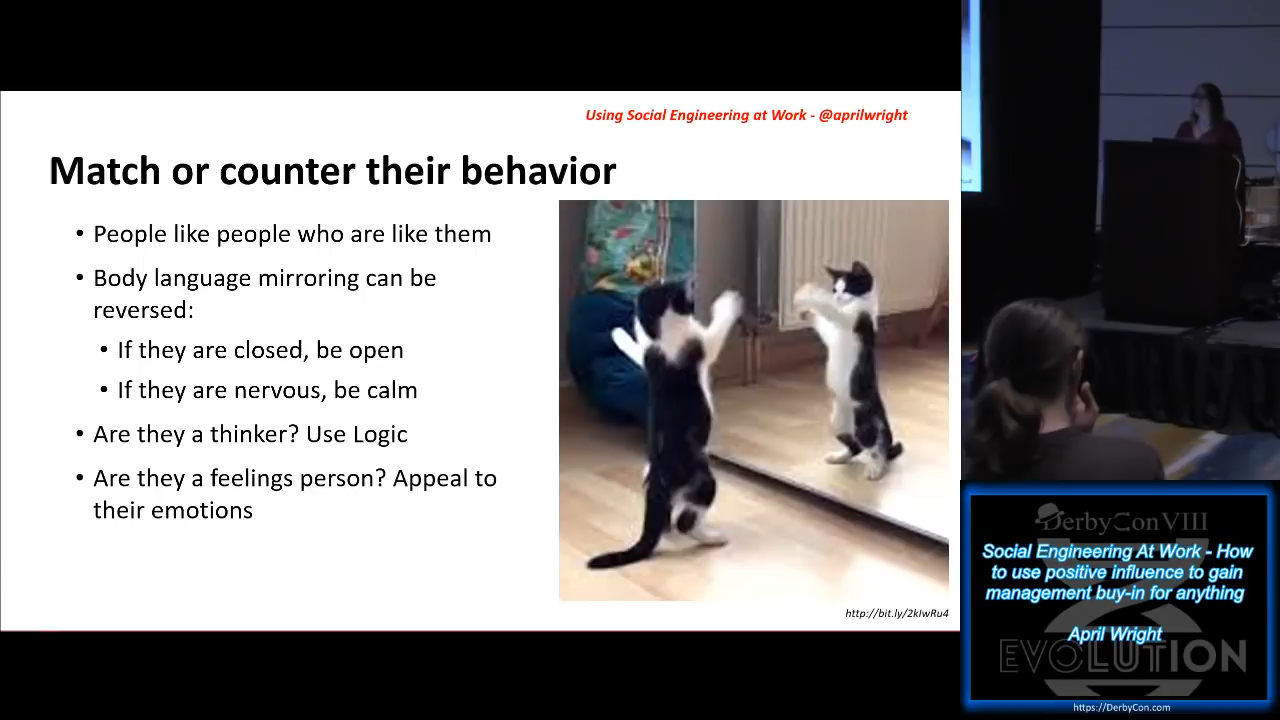 Using Social Engineering at Work - @aprilwright
Match or counter their behavior
• People like people who are like them
• Body language mirroring can be
reversed:
• If they are closed, be open
• If they are nervous, be calm
• Are they a thinker? Use Logic
• Are they a feelings person? Appeal to
their emotions
http://bit.ly/2kIwRu4
DerbyCon VIII
Social Engineering At Work - How
to use positive influence to gain
management buy-in for anything
April Wright
EVOLUTION
https://DerbyCon.com